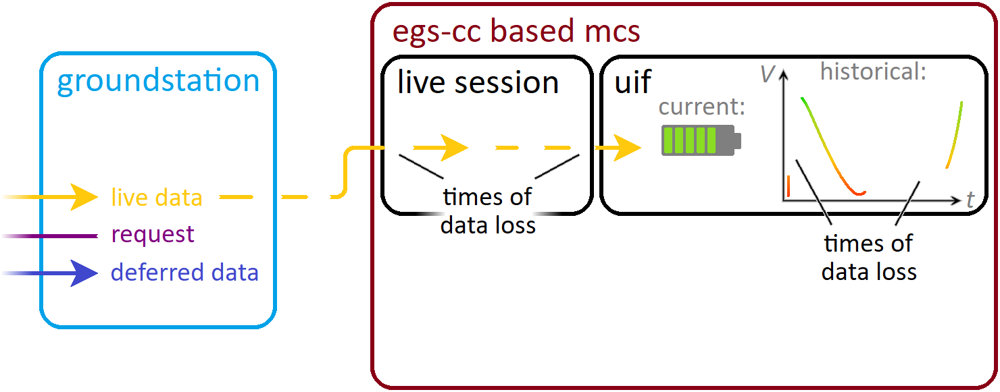 egs-cc based mcs
groundstation
live data
request
deferred data
live session
times of
data loss
uif
current:
historical:
V
t
times of
data loss